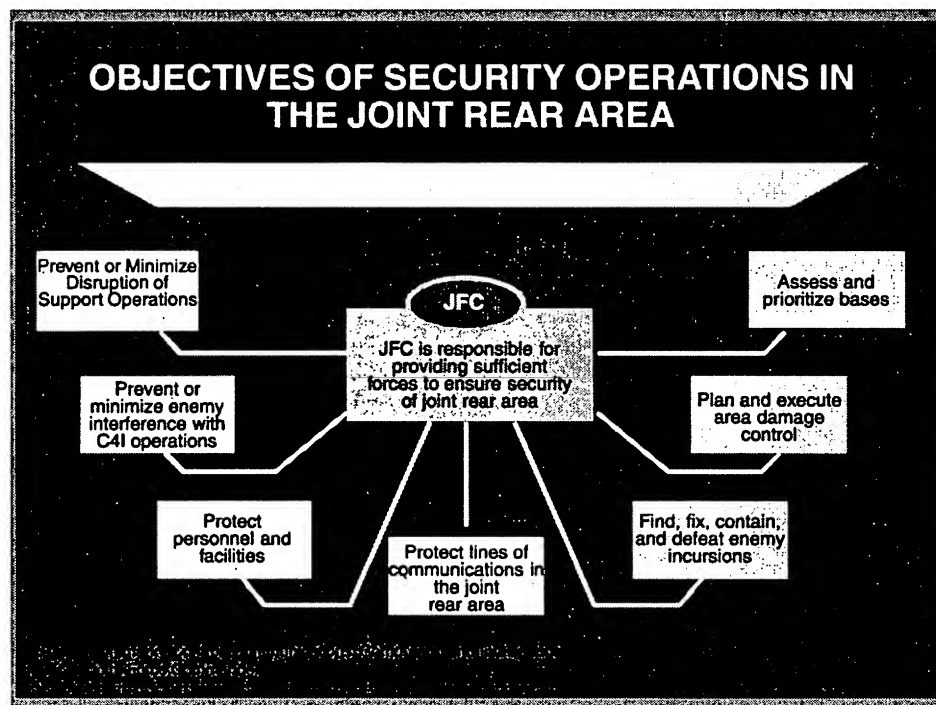 OBJECTIVES OF SECURITY OPERATIONS IN
THE JOINT REAR AREA
Prevent or Minimize
Disruption of
Support Operations
JFC
JFC is responsible for
providing sufficient
forces to ensure security
of joint rear area
Assess and
prioritize bases
Prevent or
minimize enemy
interference with
C4I operations
Plan and execute
area damage
control
Protect
personnel and
facilities
Protect lines of
communications in
the joint
rear area
Find, fix, contain,
and defeat enemy
incursions